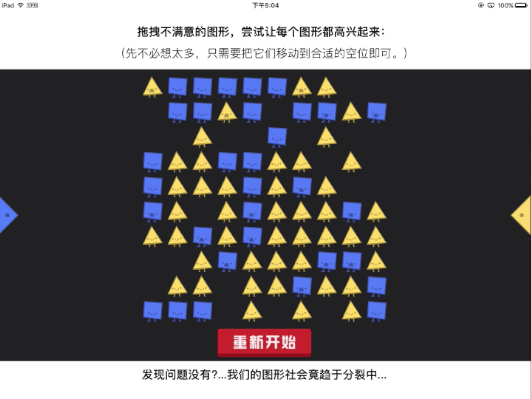 iPad
下午5:04
100%
拖拽不满意的图形，尝试让每个图形都高兴起来：
（先不必想太多，只需要把它们移动到合适的空位即可。）
重新开始
发现问题没有?...我们的图形社会竟趋于分裂中...